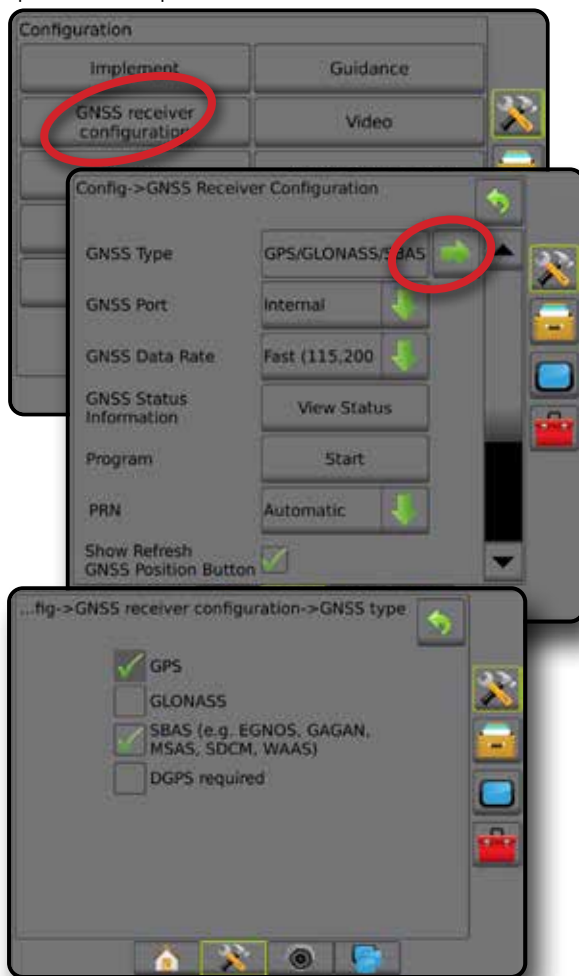 Configuration
Implement
Guidance
GNSS receiver
configuration
Video
Config->GNSS Receiver Configuration
GNSS Type
GPS/GLONASS/SBAS
GNSS Port
Internal
GNSS Data Rate
Fast (115,200
GNSS Status
Information
View Status
Program
Start
PRN
Automatic
Show Refresh
GNSS Position Button
...fig->GNSS receiver configuration->GNSS type
GPS
GLONASS
SBAS (e.g. EGNOS, GAGAN,
MSAS, SDCM, WAAS)
DGPS required